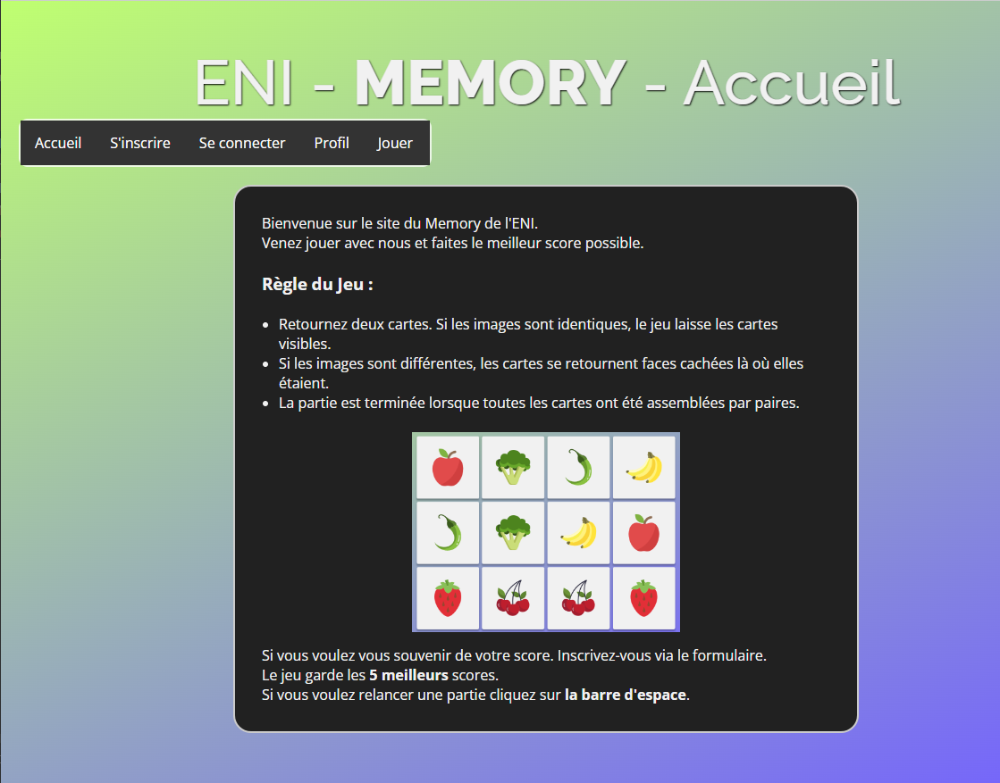 ENI - MEMORY - Accueil
Accueil S'inscrire Se connecter Profil Jouer
Bienvenue sur le site du Memory de l'ENI.
Venez jouer avec nous et faites le meilleur score possible.
Règle du Jeu :
• Retournez deux cartes. Si les images sont identiques, le jeu laisse les cartes
visibles.
• Si les images sont différentes, les cartes se retournent faces cachées là où elles
étaient.
• La partie est terminée lorsque toutes les cartes ont été assemblées par paires.
Si vous voulez vous souvenir de votre score. Inscrivez-vous via le formulaire.
Le jeu garde les 5 meilleurs scores.
Si vous voulez relancer une partie cliquez sur la barre d'espace.